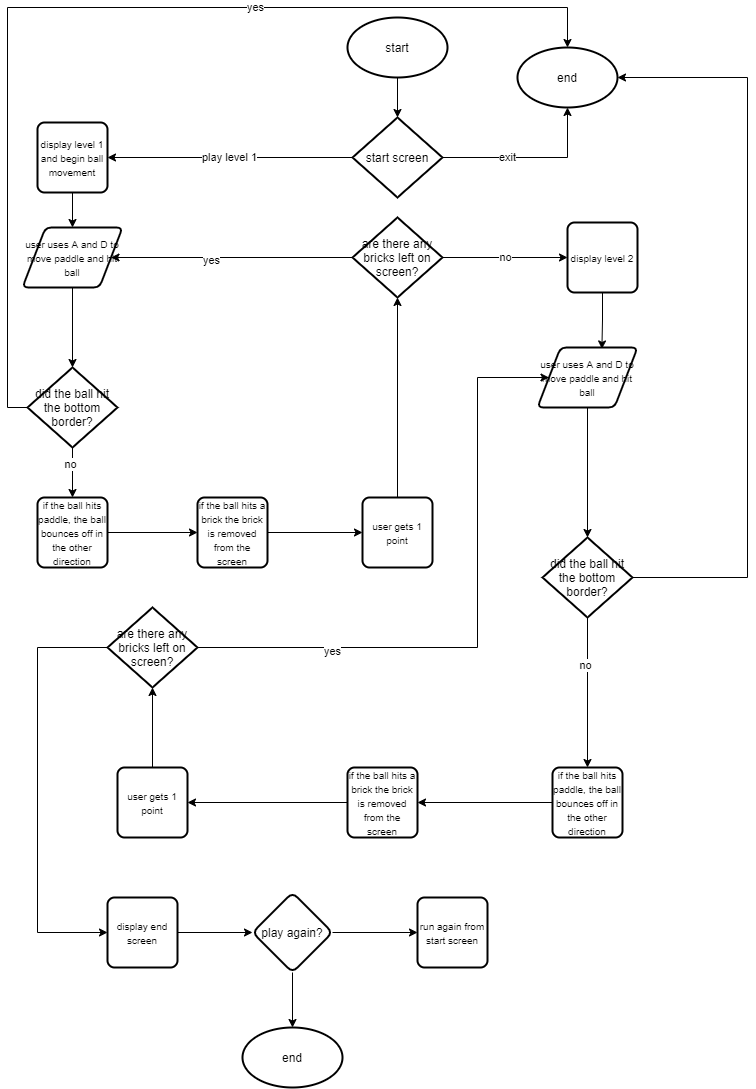 yes
start
end
display level 1
and begin ball
movement
play level 1
start screen
exit
user uses A and D to
move paddle and hit
ball
yes
are there any
bricks left on
screen?
no
display level 2
user uses A and D to
move paddle and hit
ball
did the ball hit
the bottom
border?
no
if the ball hits
paddle, the ball
bounces off in
the other
direction
if the ball hits a
brick the brick
is removed
from the
screen
user gets 1
point
did the ball hit
the bottom
border?
are there any
bricks left on
screen?
yes
no
user gets 1
point
if the ball hits a
brick the brick
is removed
from the
screen
if the ball hits
paddle, the ball
bounces off in
the other
direction
display end
screen
play again?
run again from
start screen
end